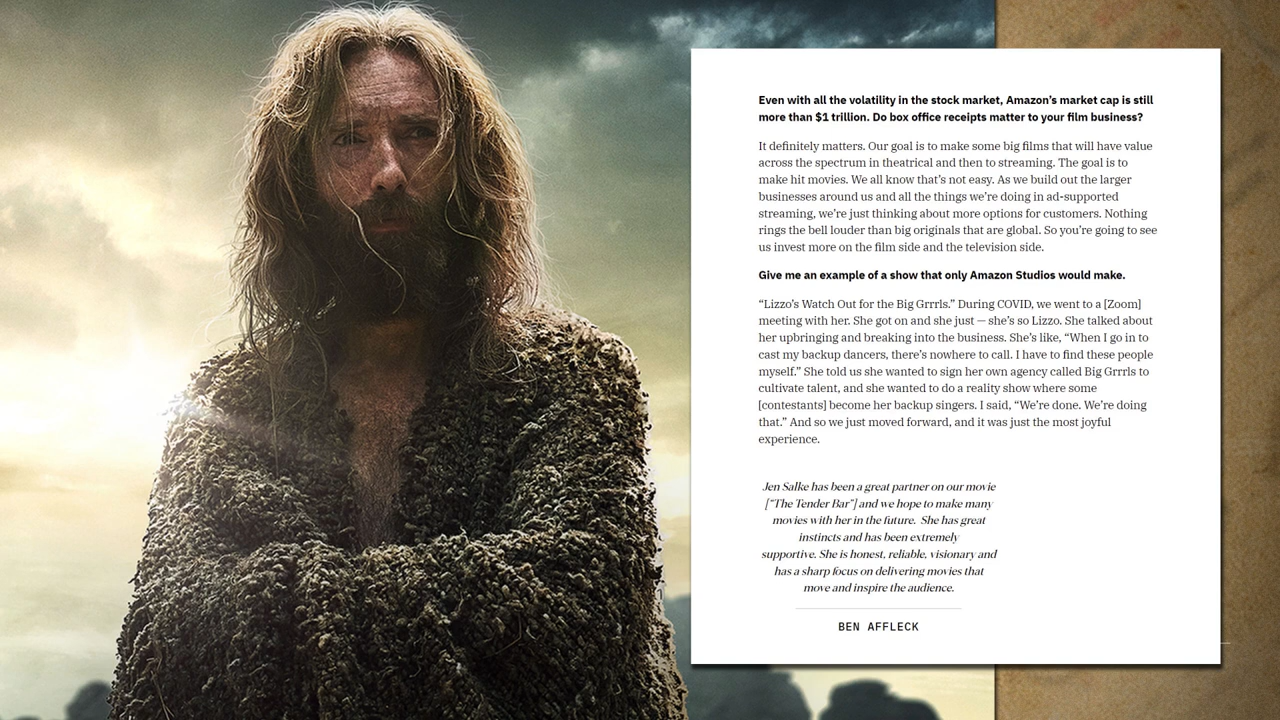 Even with all the volatility in the stock market, Amazon’s market cap is still
more than $1 trillion. Do box office receipts matter to your film business?
It definitely matters. Our goal is to make some big films that will have value
across the spectrum in theatrical and then to streaming. The goal is to
make hit movies. We all know that’s not easy. As we build out the larger
businesses around us and all the things we’re doing in ad-supported
streaming, we’re just thinking about more options for customers. Nothing
rings the bell louder than big originals that are global. So you’re going to see
us invest more on the film side and the television side.
Give me an example of a show that only Amazon Studios would make.
“Lizzo’s Watch Out for the Big Grrrls.” During COVID, we went to a [Zoom]
meeting with her. She got on and she just — she’s so Lizzo. She talked about
her upbringing and breaking into the business. She’s like, “When I go in to
cast my backup dancers, there’s nowhere to call. I have to find these people
myself.” She told us she wanted to sign her own agency called Big Grrrls to
cultivate talent, and she wanted to do a reality show where some
[contestants] become her backup singers. I said, “We’re done. We’re doing
that.” And so we just moved forward, and it was just the most joyful
experience.
Jen Salke has been a great partner on our movie
["The Tender Bar"] and we hope to make many
movies with her in the future. She has great
instincts and has been extremely
supportive. She is honest, reliable, visionary and
has a sharp focus on delivering movies that
move and inspire the audience.
BEN AFFLECK